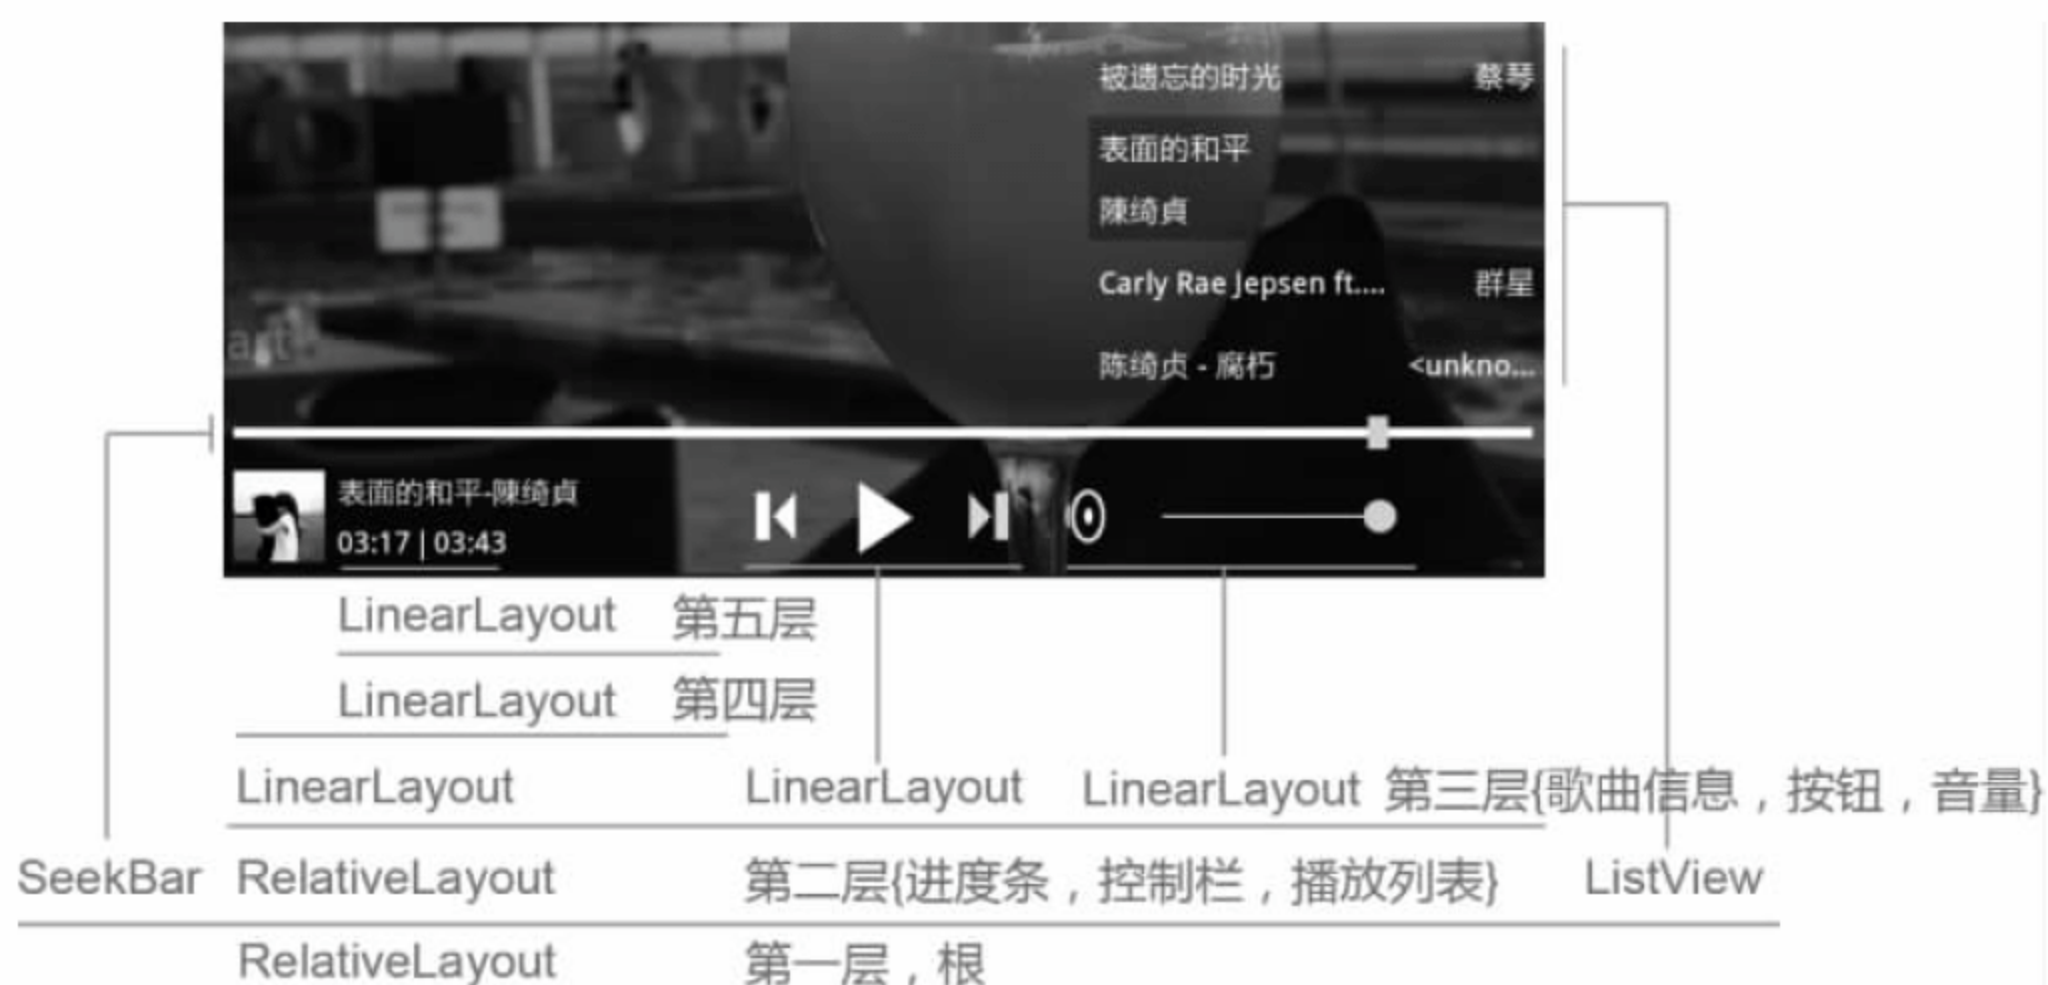 被遗忘的时光 蔡琴
表面的和平
陳绮貞
Carly Rae Jepsen ft.... 群星
art
陈绮贞 - 腐朽 <unkno...
表面的和平-陳绮貞
03:17 | 03:43
LinearLayout 第五层
LinearLayout 第四层
LinearLayout LinearLayout LinearLayout 第三层{歌曲信息，按钮，音量}
SeekBar RelativeLayout 第二层{进度条，控制栏，播放列表} ListView
RelativeLayout 第一层，根